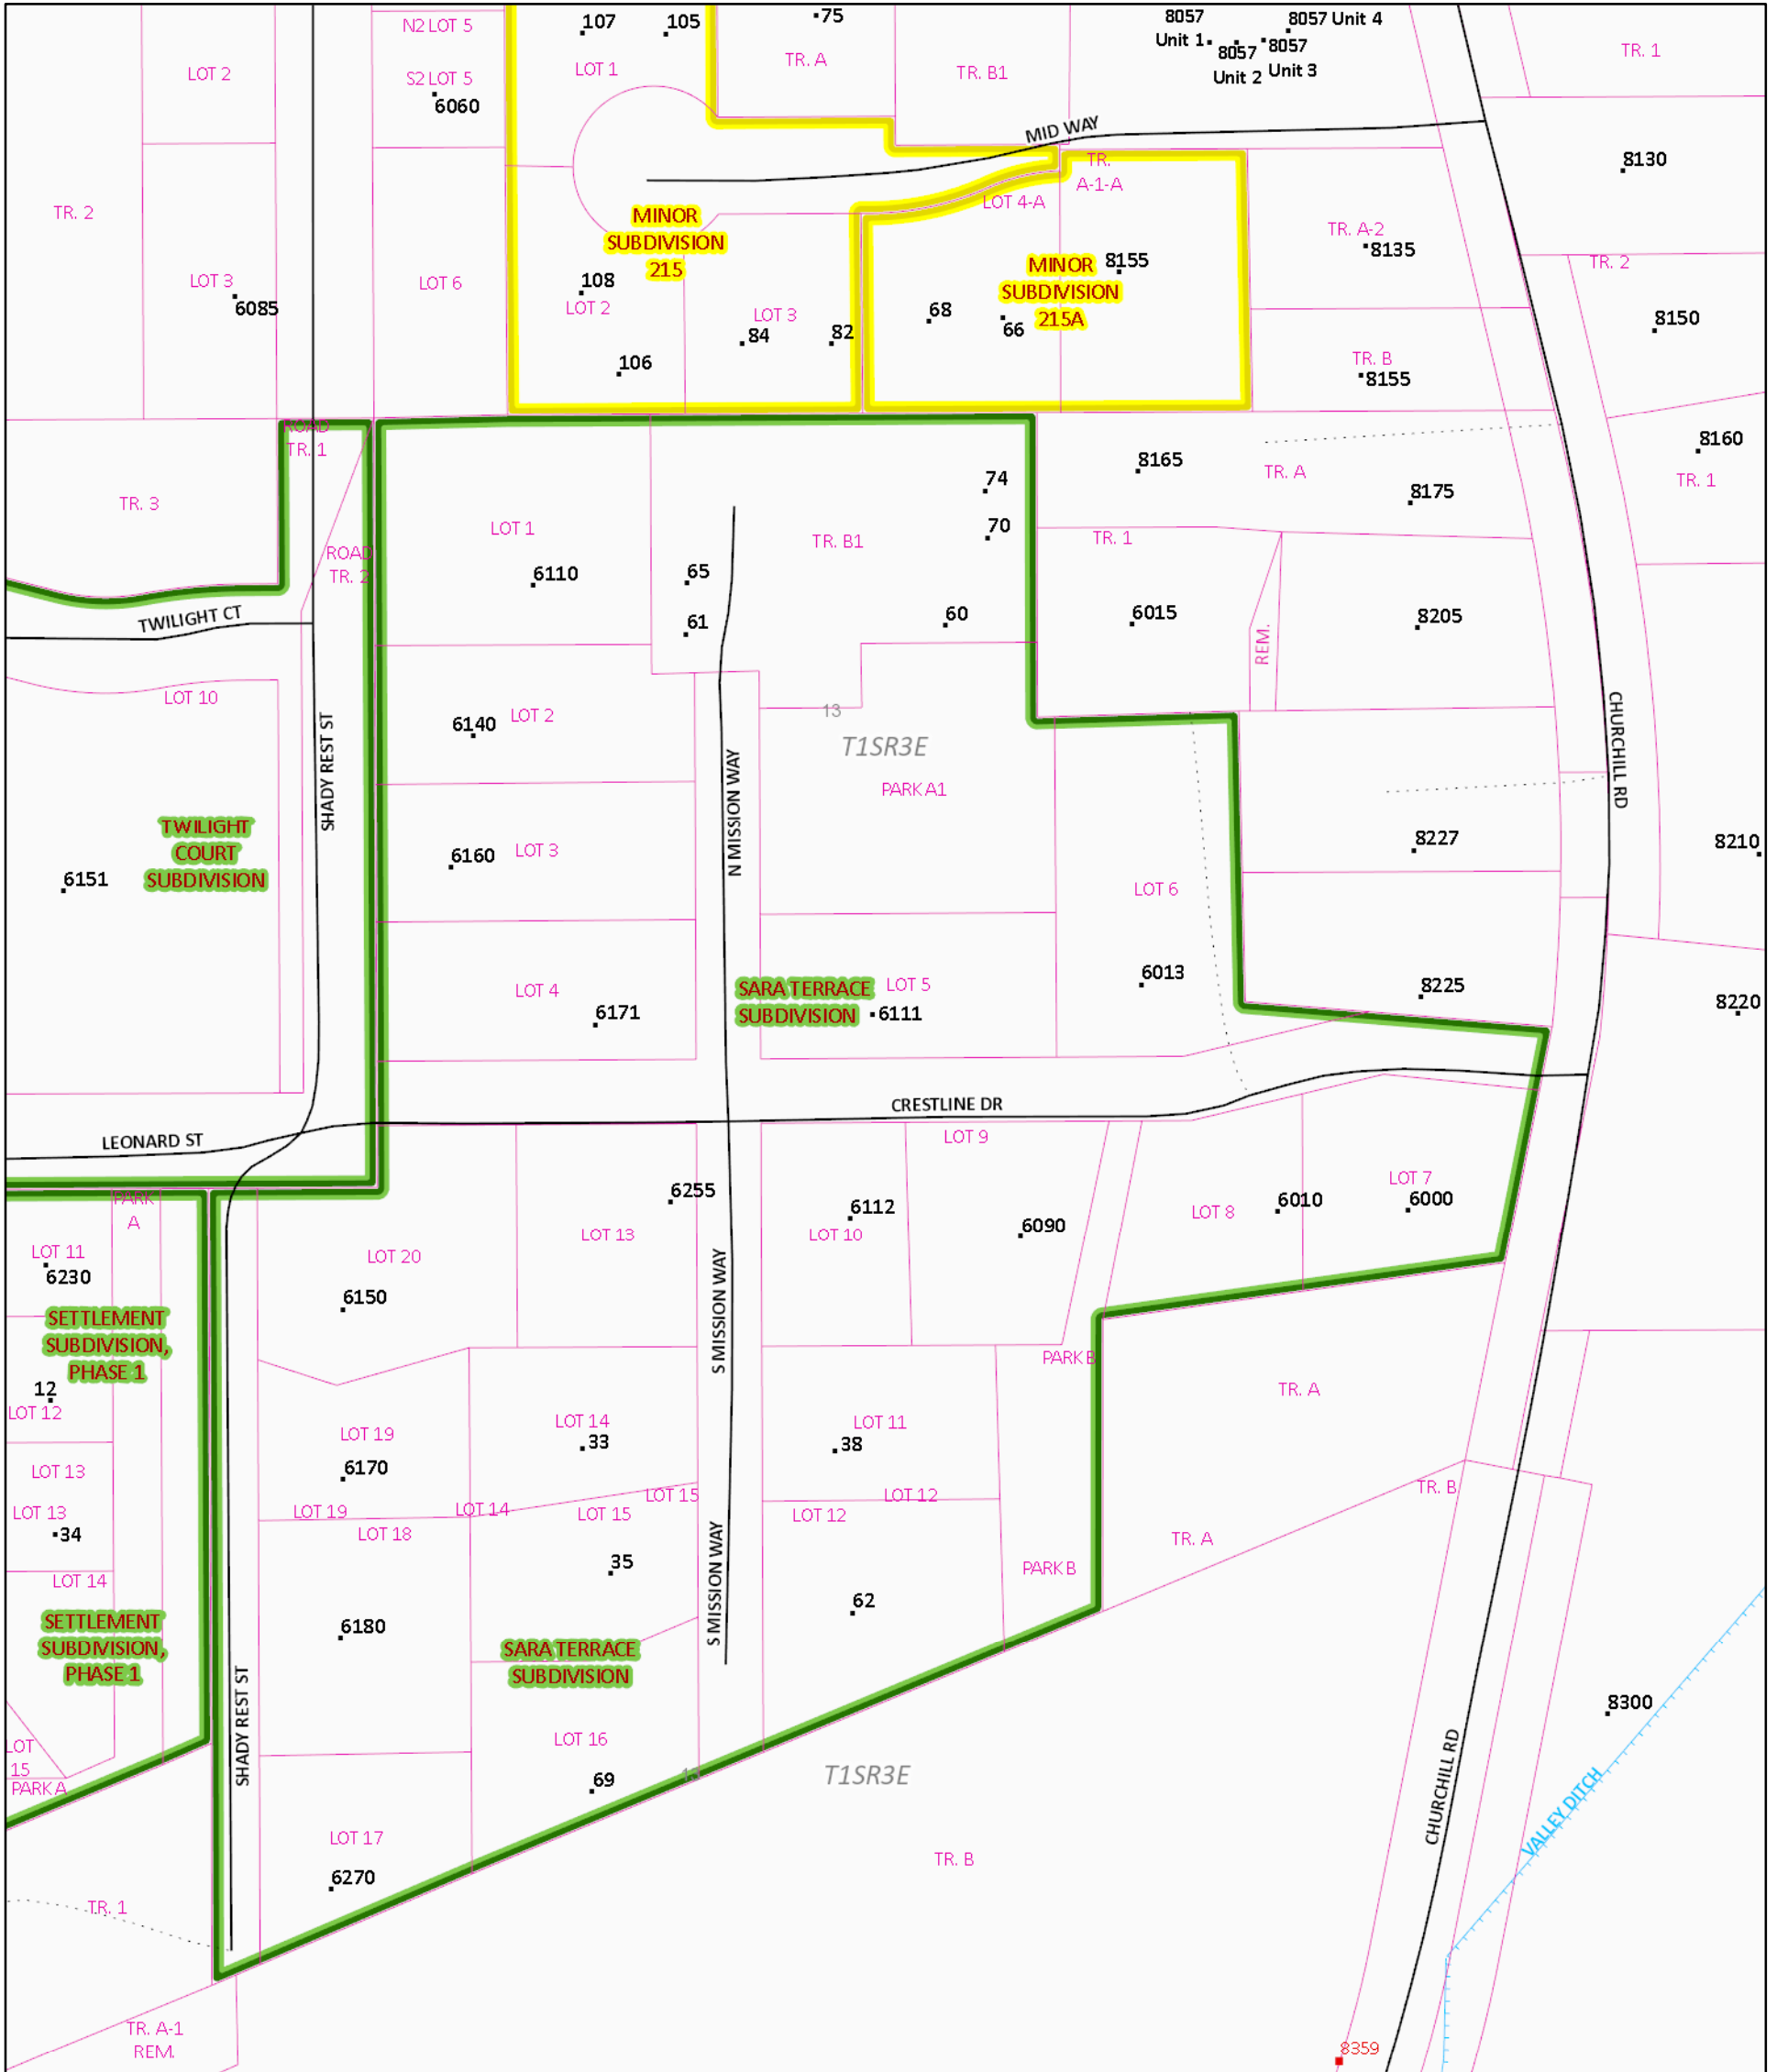 N2 LOT 5
107
105
75
8057
Unit 1
8057 Unit 4
8057
8057
Unit 2
Unit 3
TR. 1
LOT 2
S2 LOT 5
6060
LOT 1
TR. A
TR. B1
MID WAY
8130
TR. 2
LOT 3
6085
LOT 6
MINOR
SUBDIVISION
215
108
LOT 2
106
LOT 3
84
82
TR.
A-1-A
LOT 4-A
MINOR
SUBDIVISION
215A
8155
68
66
TR. A-2
8135
TR. 2
8150
TR. B
8155
ROAD
TR. 1
TR. 3
ROAD
TR. 2
LOT 1
6110
74
70
TR. B1
65
61
60
8165
TR. A
8175
8160
TR. 1
TR. 1
6015
REM.
8205
TWILIGHT CT
LOT 10
SHADY REST ST
6140
LOT 2
N MISSION WAY
13
T1SR3E
PARK A1
CHURCHILL RD
TWILIGHT
COURT
SUBDIVISION
6151
6160
LOT 3
8227
8210
LOT 6
LOT 4
6171
SARA TERRACE
SUBDIVISION
LOT 5
6111
6013
8225
8220
LEONARD ST
CRESTLINE DR
PARK
A
LOT 11
6230
LOT 20
6150
LOT 13
6255
S MISSION WAY
6112
LOT 10
LOT 9
6090
LOT 8
6010
LOT 7
6000
SETTLEMENT
SUBDIVISION,
PHASE 1
12
LOT 12
LOT 19
6170
LOT 14
33
LOT 11
38
PARK B
TR. A
LOT 13
LOT 13
34
LOT 19
LOT 18
LOT 14
LOT 15
LOT 15
LOT 12
LOT 12
TR. B
TR. A
LOT 14
SETTLEMENT
SUBDIVISION,
PHASE 1
6180
35
S MISSION WAY
62
PARK B
SARA TERRACE
SUBDIVISION
SHADY REST ST
LOT
15
PARK A
LOT 16
69
13
T1SR3E
8300
CHURCHILL RD
VALLEY DITCH
LOT 17
6270
TR. B
TR. 1
TR. A-1
REM.
8359